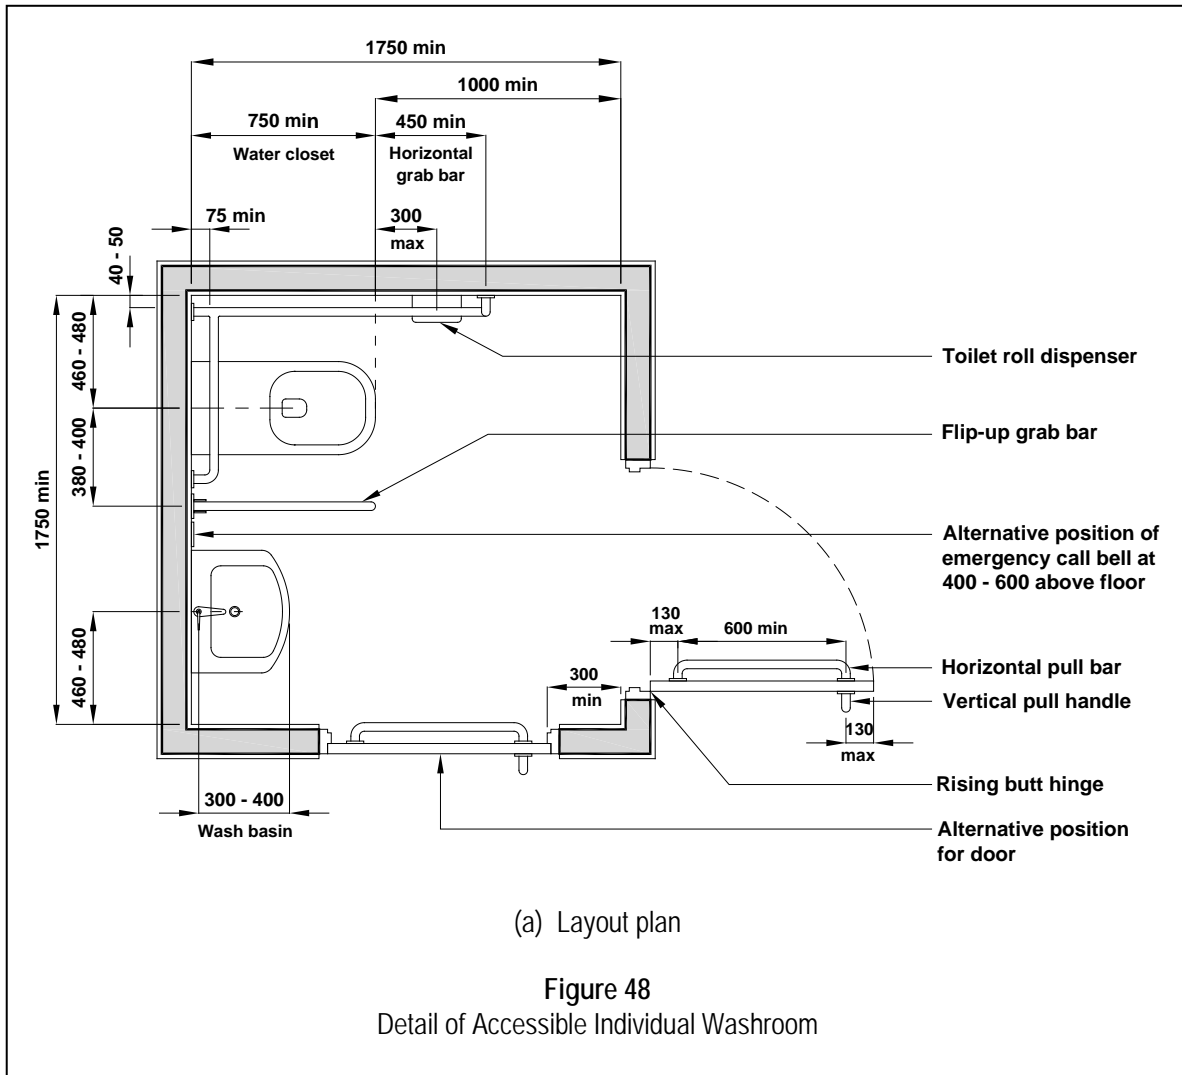 1750 min
1000 min
750 min
450 min
Water closet
Horizontal
grab bar
75 min
300
max
40 - 50
460 - 480
380 - 400
1750 min
460 - 480
Toilet roll dispenser
Flip-up grab bar
Alternative position of
emergency call bell at
400 - 600 above floor
130
max
600 min
Horizontal pull bar
300
min
Vertical pull handle
130
max
Rising butt hinge
300 - 400
Wash basin
Alternative position
for door
(a) Layout plan
Figure 48
Detail of Accessible Individual Washroom